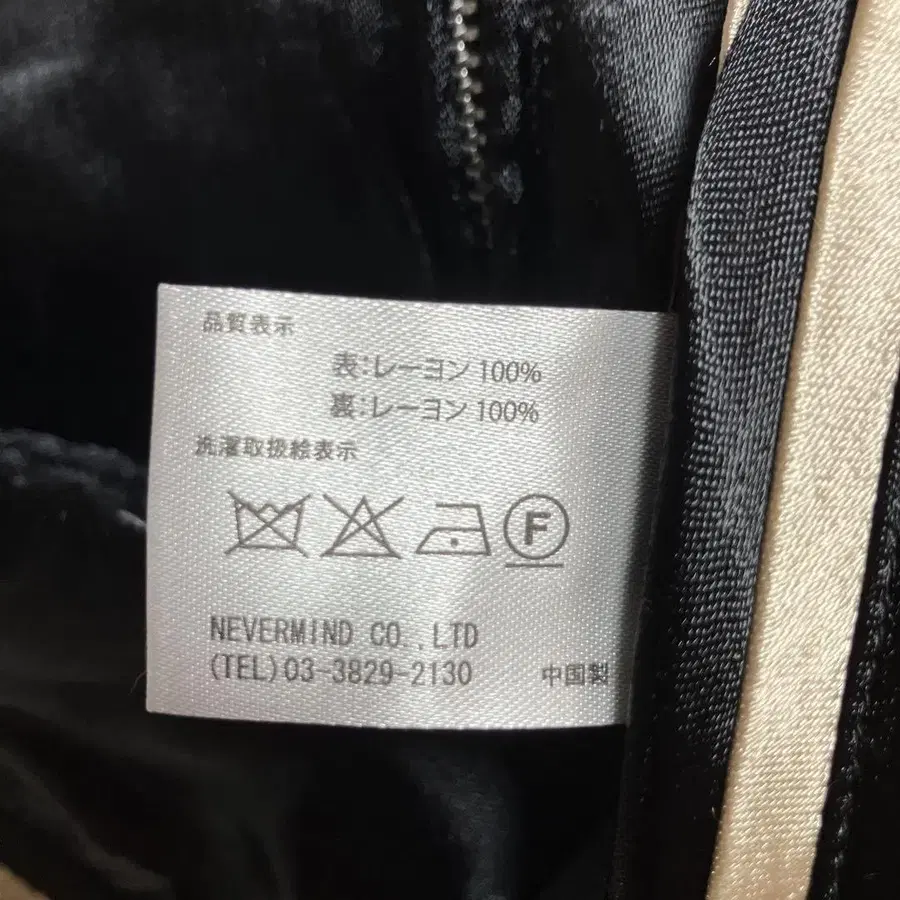 品質表示
表:レーヨン 100%
裏:レーヨン 100%
洗濯取扱絵表示
F
NEVERMIND CO.,LTD
(TEL)03-3829-2130
中国製